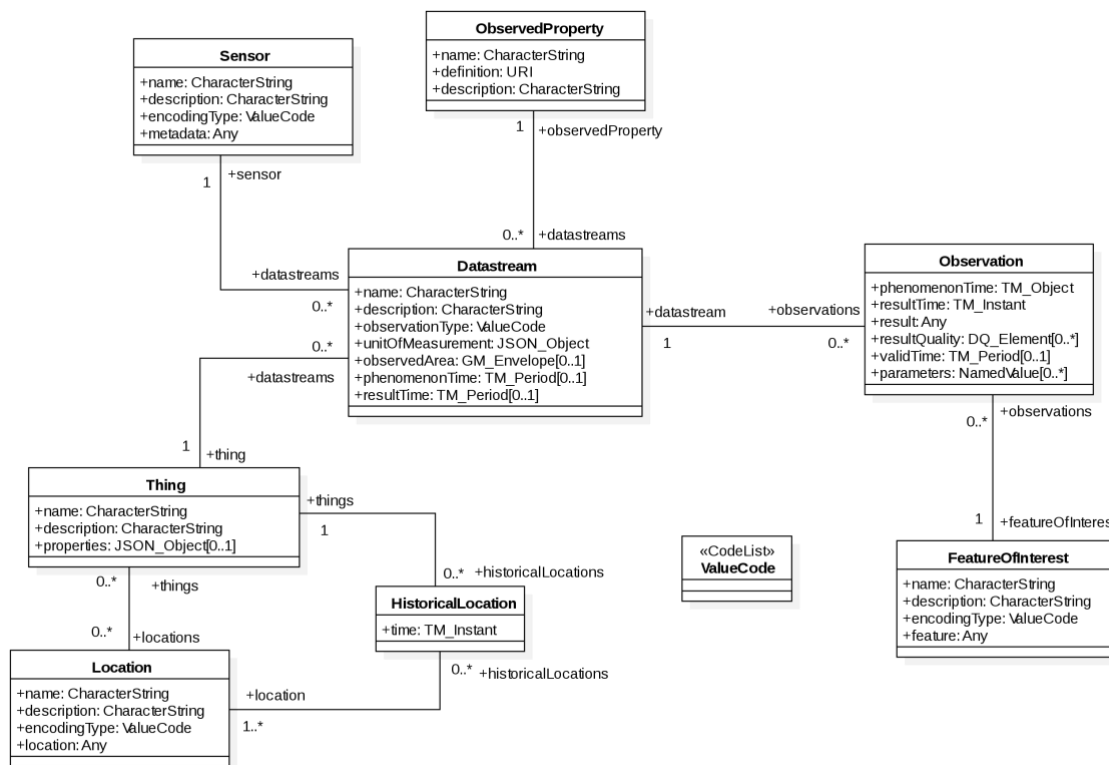 ObservedProperty
+name: CharacterString
+definition: URI
+description: CharacterString
Sensor
+name: CharacterString
+description: CharacterString
+encodingType: ValueCode
+metadata: Any
1
+observedProperty
1
+sensor
0..*
+datastreams
+datastreams
0..*
Datastream
+name: CharacterString
+description: CharacterString
+observationType: ValueCode
+unitOfMeasurement: JSON_Object
+observedArea: GM_Envelope[0..1]
+phenomenonTime: TM_Period[0..1]
+resultTime: TM_Period[0..1]
+datastream
1
+observations
0..*
Observation
+phenomenonTime: TM_Object
+resultTime: TM_Instant
+result: Any
+resultQuality: DQ_Element[0..*]
+validTime: TM_Period[0..1]
+parameters: NamedValue[0..*]
0..*
+datastreams
1
+thing
0..*
+observations
1
+featureOfInterest
Thing
+name: CharacterString
+description: CharacterString
+properties: JSON_Object[0..1]
+things
1
0..*
+historicalLocations
0..*
+things
0..*
+locations
HistoricalLocation
+time: TM_Instant
0..*
+historicalLocations
«CodeList»
ValueCode
FeatureOfInterest
+name: CharacterString
+description: CharacterString
+encodingType: ValueCode
+feature: Any
Location
+name: CharacterString
+description: CharacterString
+encodingType: ValueCode
+location: Any
+location
1..*